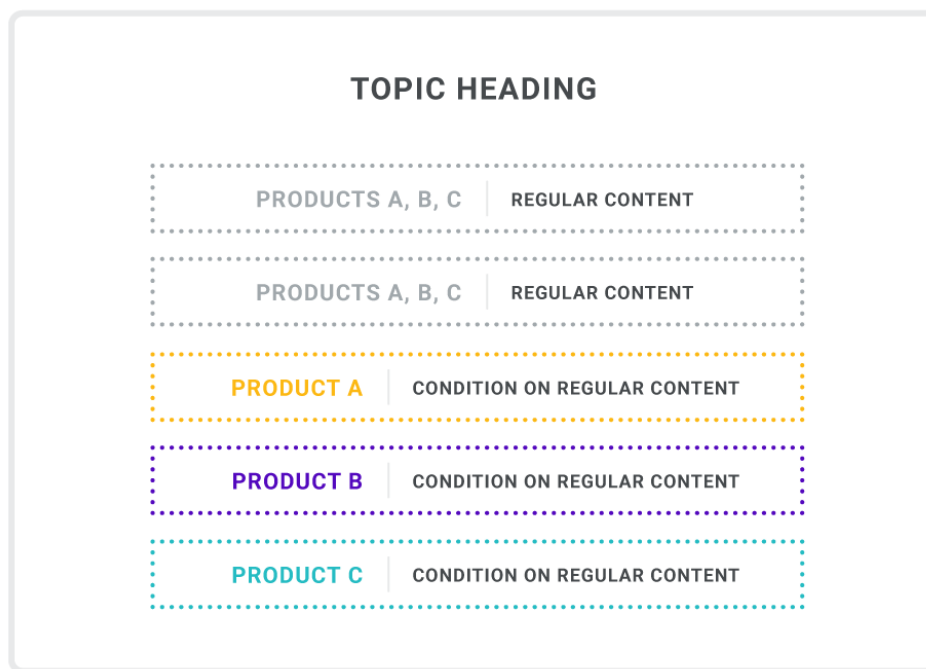 TOPIC HEADING
PRODUCTS A, B, C REGULAR CONTENT
PRODUCTS A, B, C REGULAR CONTENT
PRODUCT A CONDITION ON REGULAR CONTENT
PRODUCT B CONDITION ON REGULAR CONTENT
PRODUCT C CONDITION ON REGULAR CONTENT